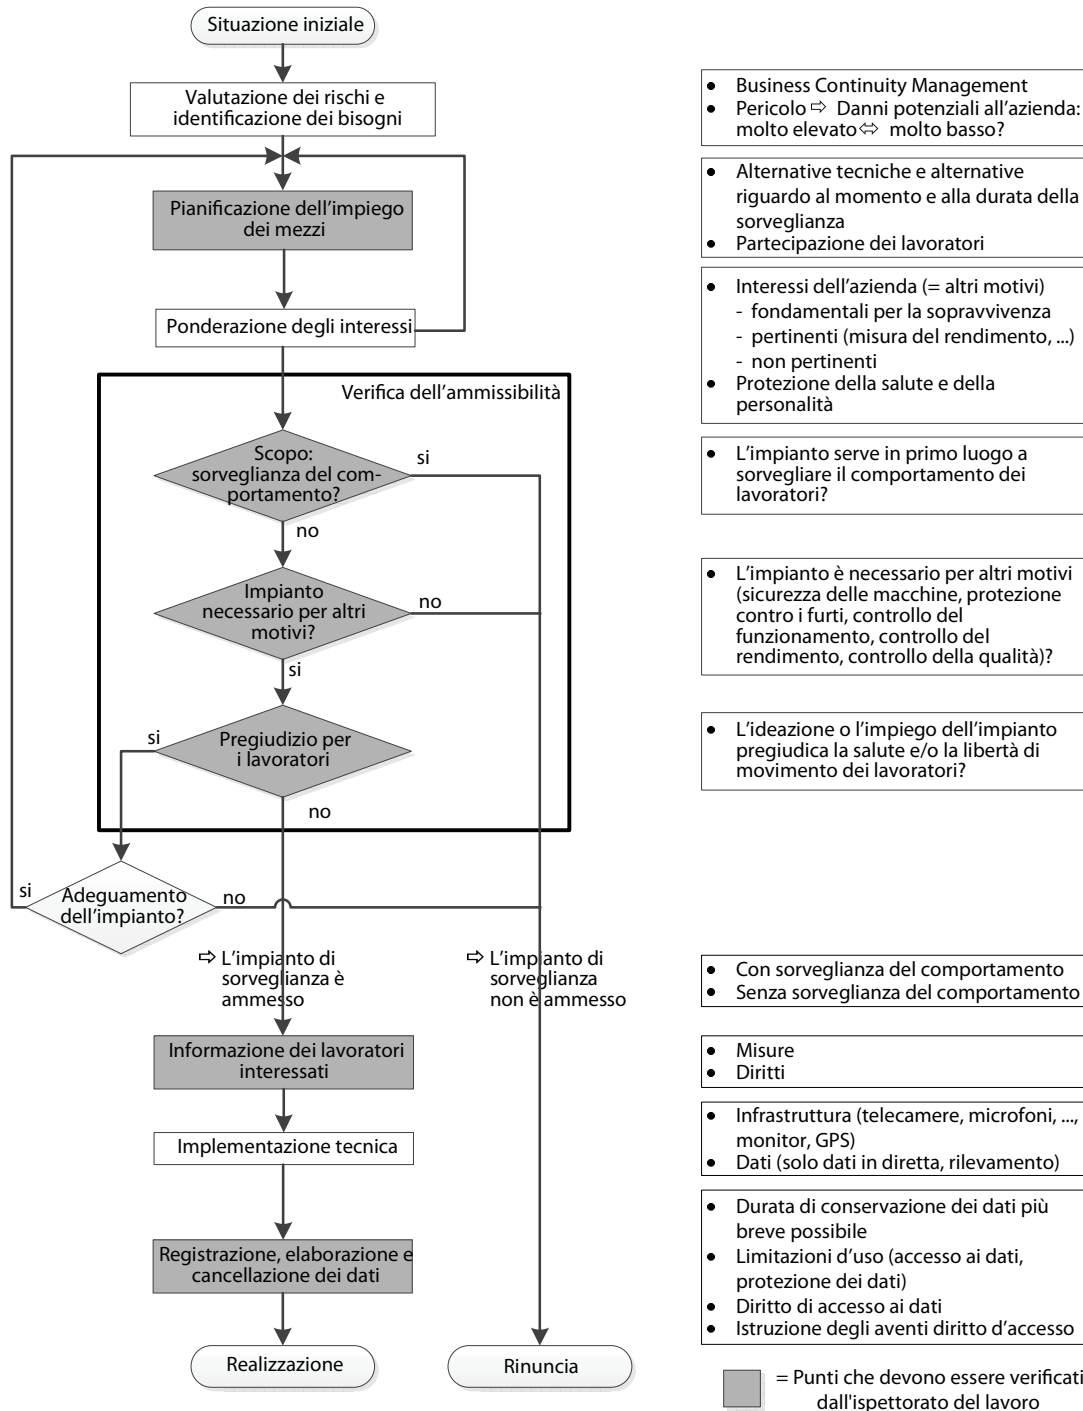 Situazione iniziale
Valutazione dei rischi e
identificazione dei bisogni
• Business Continuity Management
• Pericolo ⇨ Danni potenziali all'azienda:
molto elevato ⇔ molto basso?
Pianificazione dell'impiego
dei mezzi
• Alternative tecniche e alternative
riguardo al momento e alla durata della
sorveglianza
• Partecipazione dei lavoratori
Ponderazione degli interessi
• Interessi dell'azienda (= altri motivi)
- fondamentali per la sopravvivenza
- pertinenti (misura del rendimento, ...)
- non pertinenti
• Protezione della salute e della
personalità
Verifica dell'ammissibilità
Scopo:
sorveglianza del com-
portamento?
si
no
• L'impianto serve in primo luogo a
sorvegliare il comportamento dei
lavoratori?
Impianto
necessario per altri
motivi?
no
si
• L'impianto è necessario per altri motivi
(sicurezza delle macchine, protezione
contro i furti, controllo del
funzionamento, controllo del
rendimento, controllo della qualità)?
Pregiudizio per
i lavoratori
si
no
• L'ideazione o l'impiego dell'impianto
pregiudica la salute e/o la libertà di
movimento dei lavoratori?
Adeguamento
dell'impianto?
si
no
⇨ L'impianto di
sorveglianza è
ammesso
⇨ L'impianto di
sorveglianza
non è ammesso
• Con sorveglianza del comportamento
• Senza sorveglianza del comportamento
Informazione dei lavoratori
interessati
• Misure
• Diritti
Implementazione tecnica
• Infrastruttura (telecamere, microfoni, ...,
monitor, GPS)
• Dati (solo dati in diretta, rilevamento)
Registrazione, elaborazione e
cancellazione dei dati
• Durata di conservazione dei dati più
breve possibile
• Limitazioni d'uso (accesso ai dati,
protezione dei dati)
• Diritto di accesso ai dati
• Istruzione degli aventi diritto d'accesso
Realizzazione
Rinuncia
= Punti che devono essere verificati
dall'ispettorato del lavoro